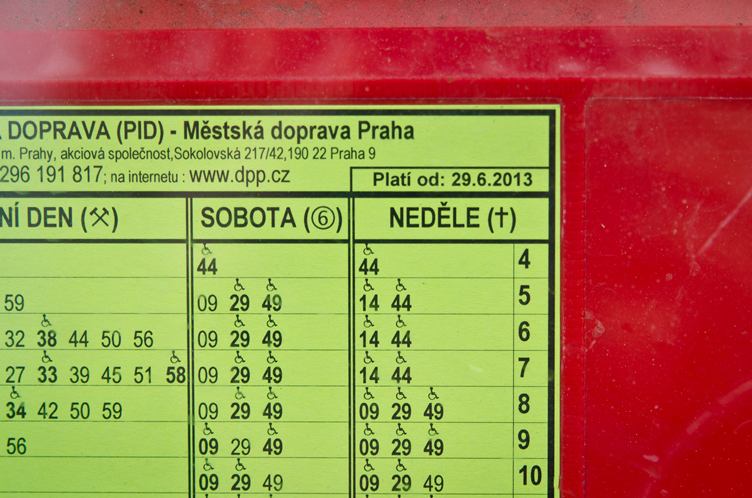 DOPRAVA (PID) - Městská doprava Praha
m. Prahy, akciová společnost,Sokolovská 217/42,190 22 Praha 9
296 191 817; na internetu : www.dpp.cz
Platí od: 29.6.2013
NÍ DEN (⚒) SOBOTA (⑥) NEDĚLE (†)
44 44 4
59 09 29 49 14 44 5
32 38 44 50 56 09 29 49 14 44 6
27 33 39 45 51 58 09 29 49 14 44 7
34 42 50 59 09 29 49 09 29 49 8
56 09 29 49 09 29 49 9
09 29 49 09 29 49 10